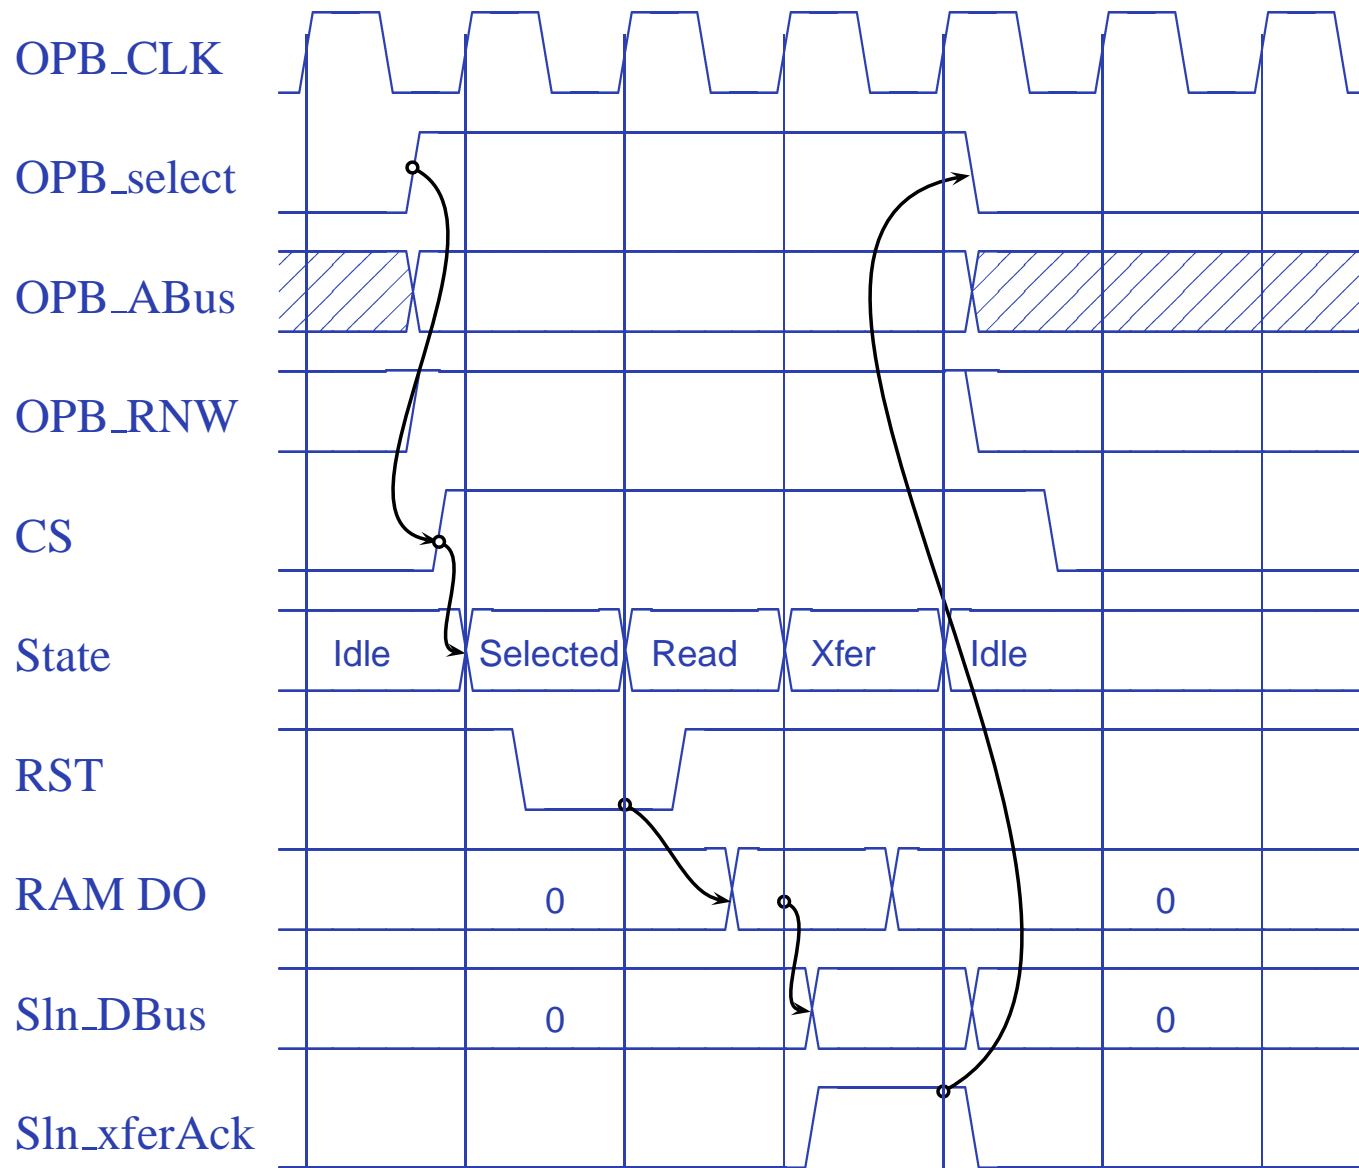 OPB_CLK
OPB_select
OPB_ABus
OPB_RNW
CS
State Idle Selected Read Xfer Idle
RST
RAM DO 0 0
Sln_DBus 0 0
Sln_xferAck